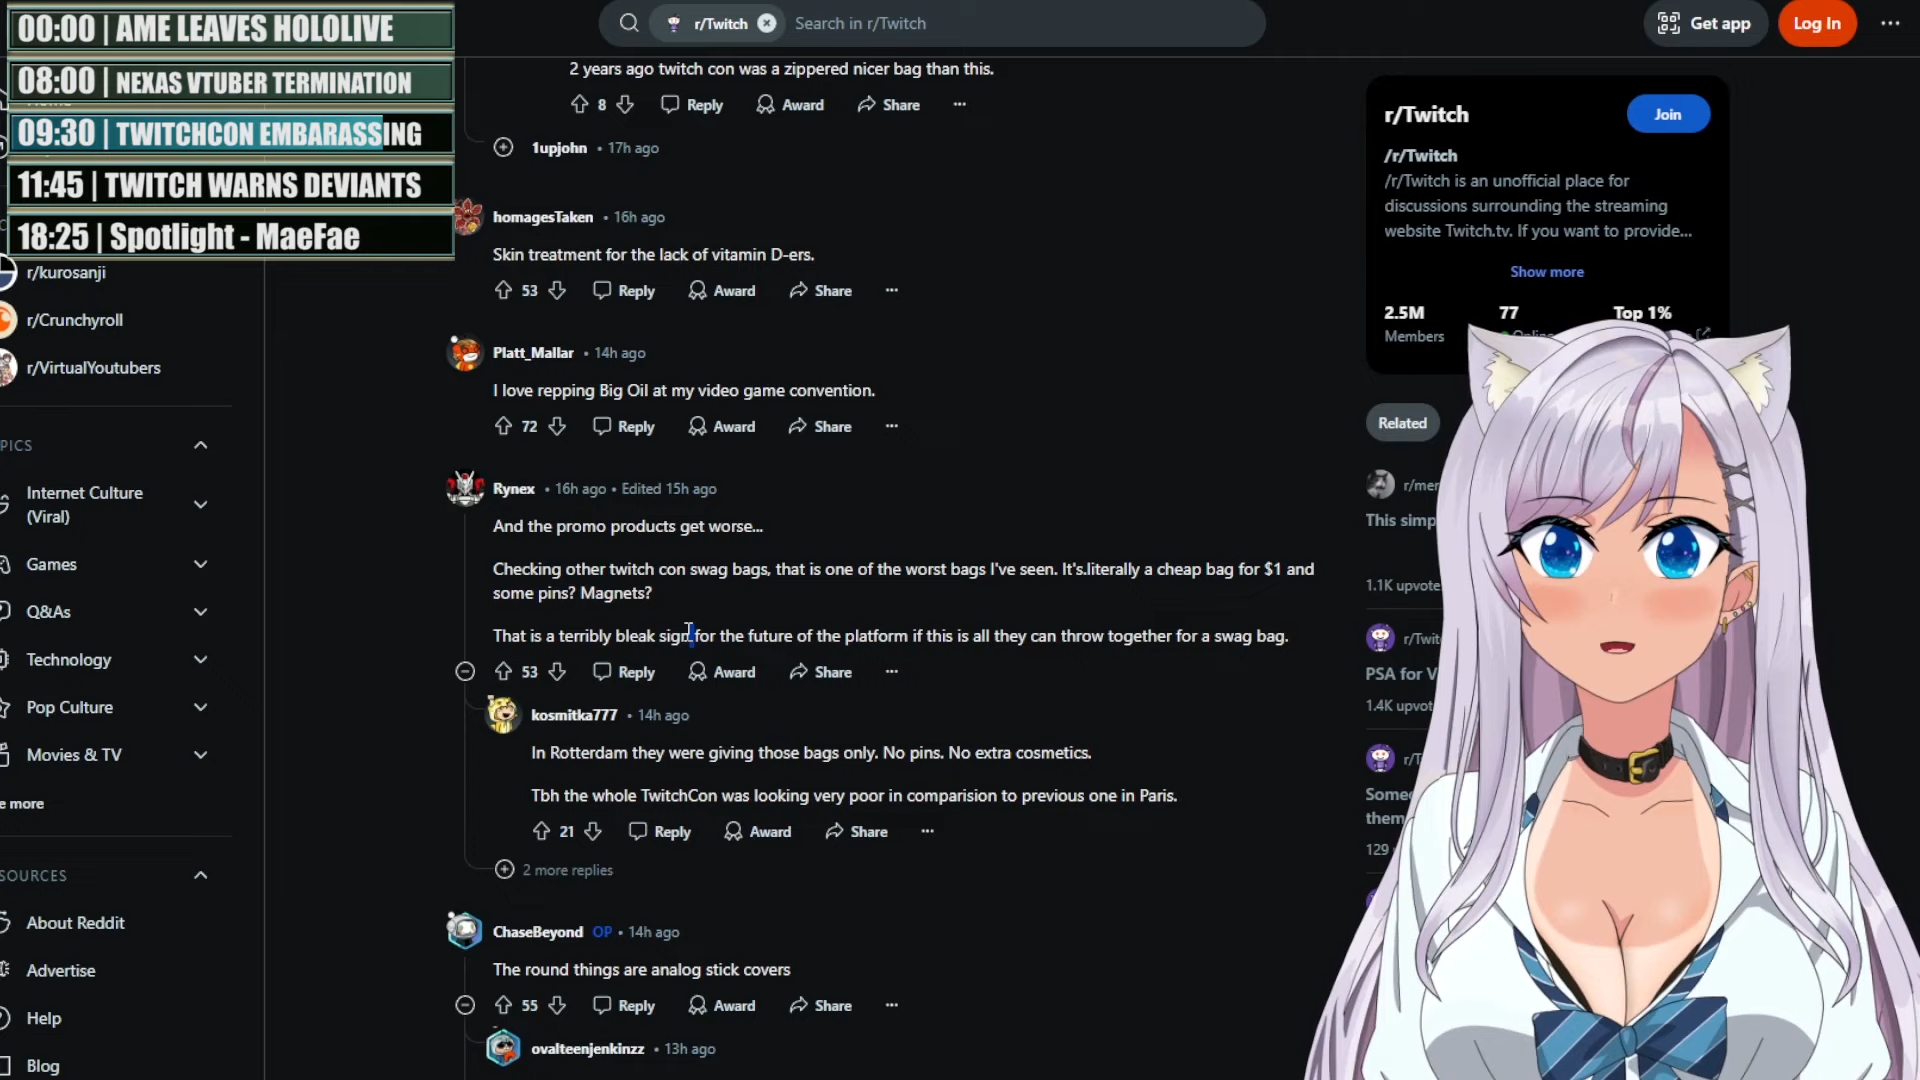 00:00 | AME LEAVES HOLOLIVE
08:00 | NEXAS VTUBER TERMINATION
09:30 | TWITCHCON EMBARASSING
11:45 | TWITCH WARNS DEVIANTS
18:25 | Spotlight - MaeFae
r/Twitch
Search in r/Twitch
Get app
Log In
r/kurosanji
r/Crunchyroll
r/VirtualYoutubers
PICS
Internet Culture
(Viral)
Games
Q&As
Technology
Pop Culture
Movies & TV
e more
SOURCES
About Reddit
Advertise
Help
Blog
2 years ago twitch con was a zippered nicer bag than this.
8 Reply Award Share
1upjohn • 17h ago
homagesTaken • 16h ago
Skin treatment for the lack of vitamin D-ers.
53 Reply Award Share
Platt_Mallar • 14h ago
I love repping Big Oil at my video game convention.
72 Reply Award Share
Rynex • 16h ago • Edited 15h ago
And the promo products get worse...
Checking other twitch con swag bags, that is one of the worst bags I've seen. It's.literally a cheap bag for $1 and
some pins? Magnets?
That is a terribly bleak sign for the future of the platform if this is all they can throw together for a swag bag.
53 Reply Award Share
kosmitka777 • 14h ago
In Rotterdam they were giving those bags only. No pins. No extra cosmetics.
Tbh the whole TwitchCon was looking very poor in comparision to previous one in Paris.
21 Reply Award Share
2 more replies
ChaseBeyond OP • 14h ago
The round things are analog stick covers
55 Reply Award Share
ovalteenjenkinzz • 13h ago
r/Twitch
Join
/r/Twitch
/r/Twitch is an unofficial place for
discussions surrounding the streaming
website Twitch.tv. If you want to provide...
Show more
2.5M 77 Top 1%
Members Online
Related
r/mer
This simp
1.1K upvote
r/Twit
PSA for V
1.4K upvot
r/T
Some
them
129